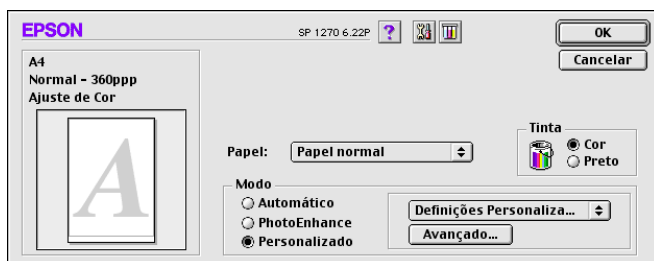 EPSON
SP 1270 6.22P
?
OK
Cancelar
A4
Normal - 360ppp
Ajuste de Cor
A
Papel:
Papel normal
Tinta
Cor
Preto
Modo
Automático
PhotoEnhance
Personalizado
Definições Personaliza...
Avançado...